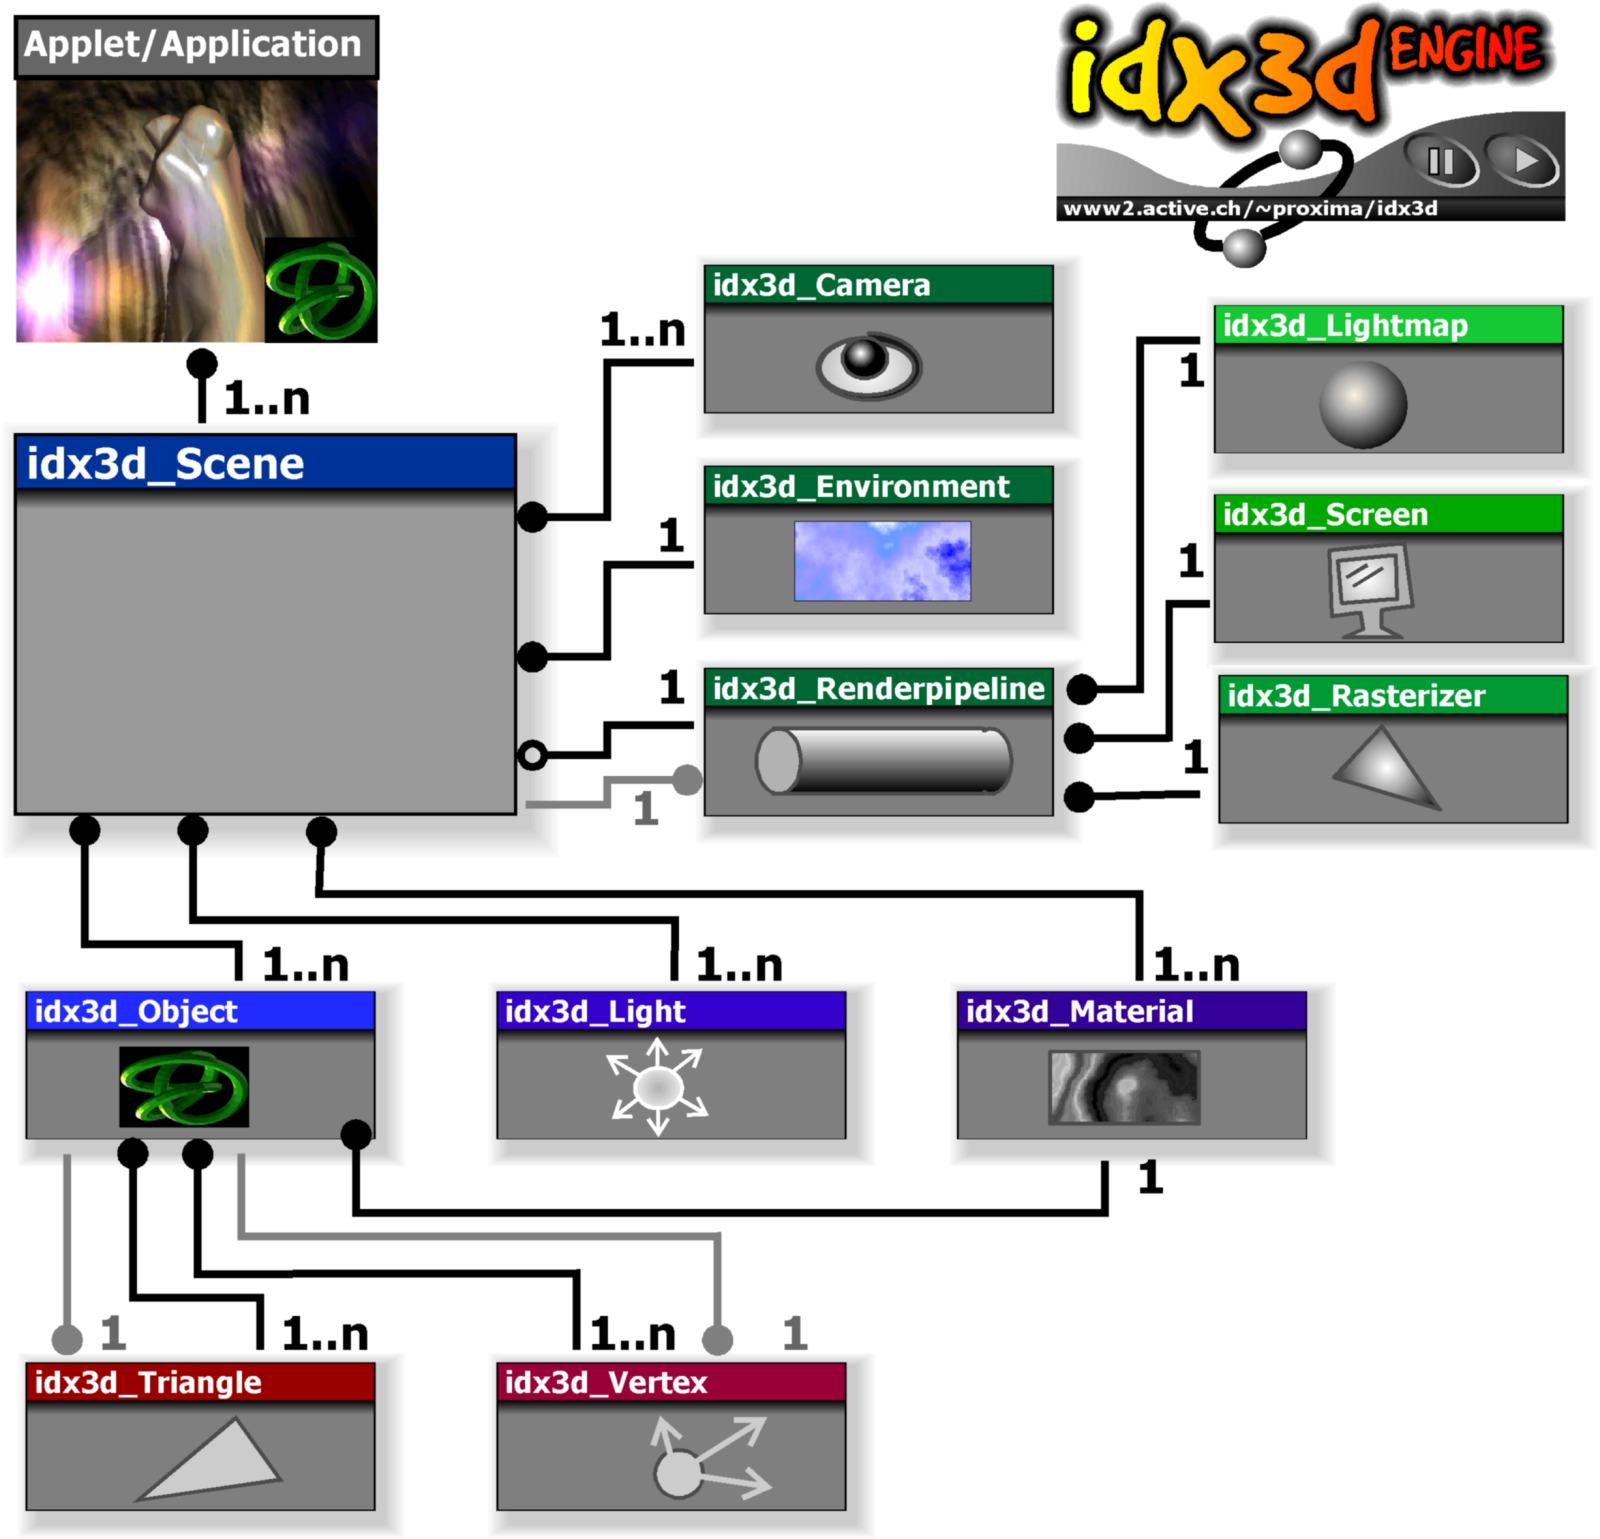 Applet/Application
idx3d ENGINE
www2.active.ch/~proxima/idx3d
1..n
idx3d_Scene
1..n
idx3d_Camera
1
idx3d_Environment
1
idx3d_Renderpipeline
1
idx3d_Lightmap
1
idx3d_Screen
1
idx3d_Rasterizer
1
1..n
1..n
1..n
idx3d_Object
idx3d_Light
idx3d_Material
1
1
1..n
1..n
1
idx3d_Triangle
idx3d_Vertex